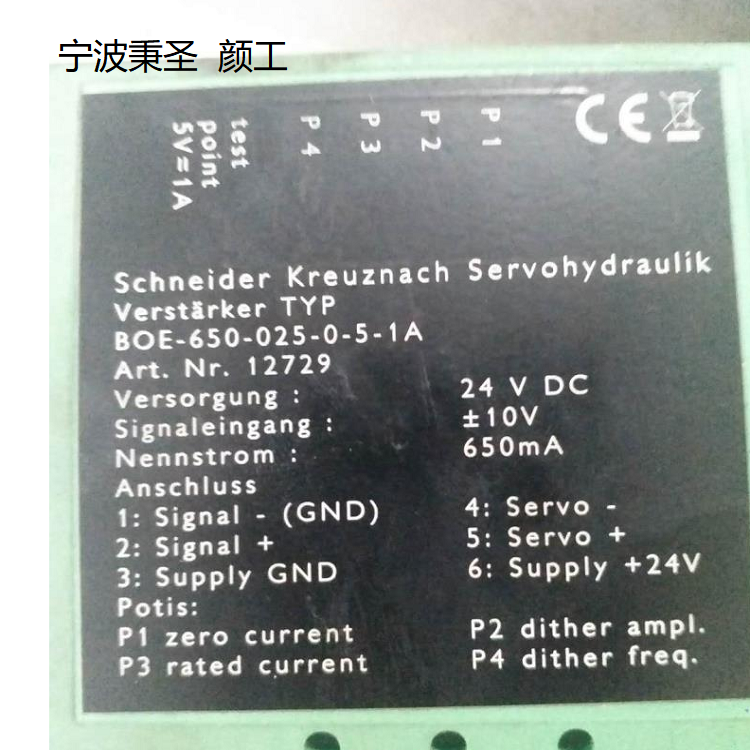 宁波秉圣 颜工
test
point
5V=1A
P4
P3
P2
P1
CE
Schneider Kreuznach Servohydraulik
Verstärker TYP
BOE-650-025-0-5-1A
Art. Nr. 12729
Versorgung : 24 V DC
Signaleingang : ±10V
Nennstrom : 650mA
Anschluss
1: Signal - (GND) 4: Servo -
2: Signal + 5: Servo +
3: Supply GND 6: Supply +24V
Potis:
P1 zero current P2 dither ampl.
P3 rated current P4 dither freq.